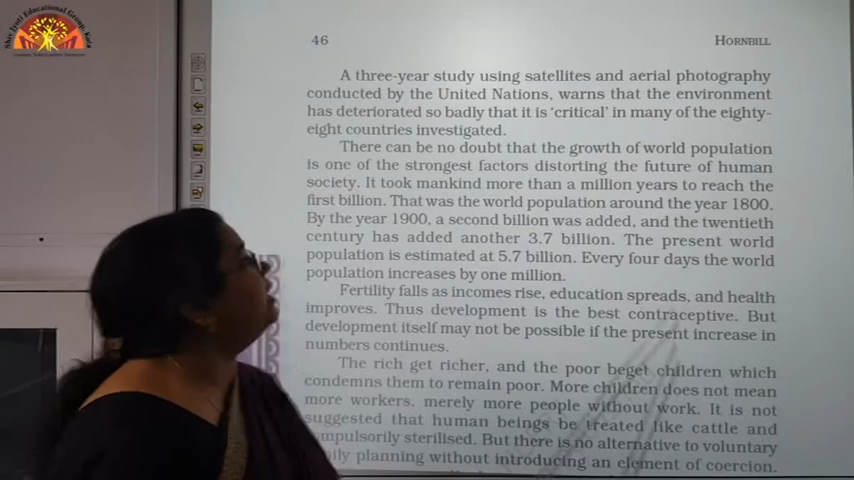 Shiv Jyoti Educational Group, Kota
46
HORNBILL
A three-year study using satellites and aerial photography
conducted by the United Nations, warns that the environment
has deteriorated so badly that it is ‘critical’ in many of the eighty-
eight countries investigated.
There can be no doubt that the growth of world population
is one of the strongest factors distorting the future of human
society. It took mankind more than a million years to reach the
first billion. That was the world population around the year 1800.
By the year 1900, a second billion was added, and the twentieth
century has added another 3.7 billion. The present world
population is estimated at 5.7 billion. Every four days the world
population increases by one million.
Fertility falls as incomes rise, education spreads, and health
improves. Thus development is the best contraceptive. But
development itself may not be possible if the present increase in
numbers continues.
The rich get richer, and the poor beget children which
condemns them to remain poor. More children does not mean
more workers, merely more people without work. It is not
suggested that human beings be treated like cattle and
compulsorily sterilised. But there is no alternative to voluntary
family planning without introducing an element of coercion.